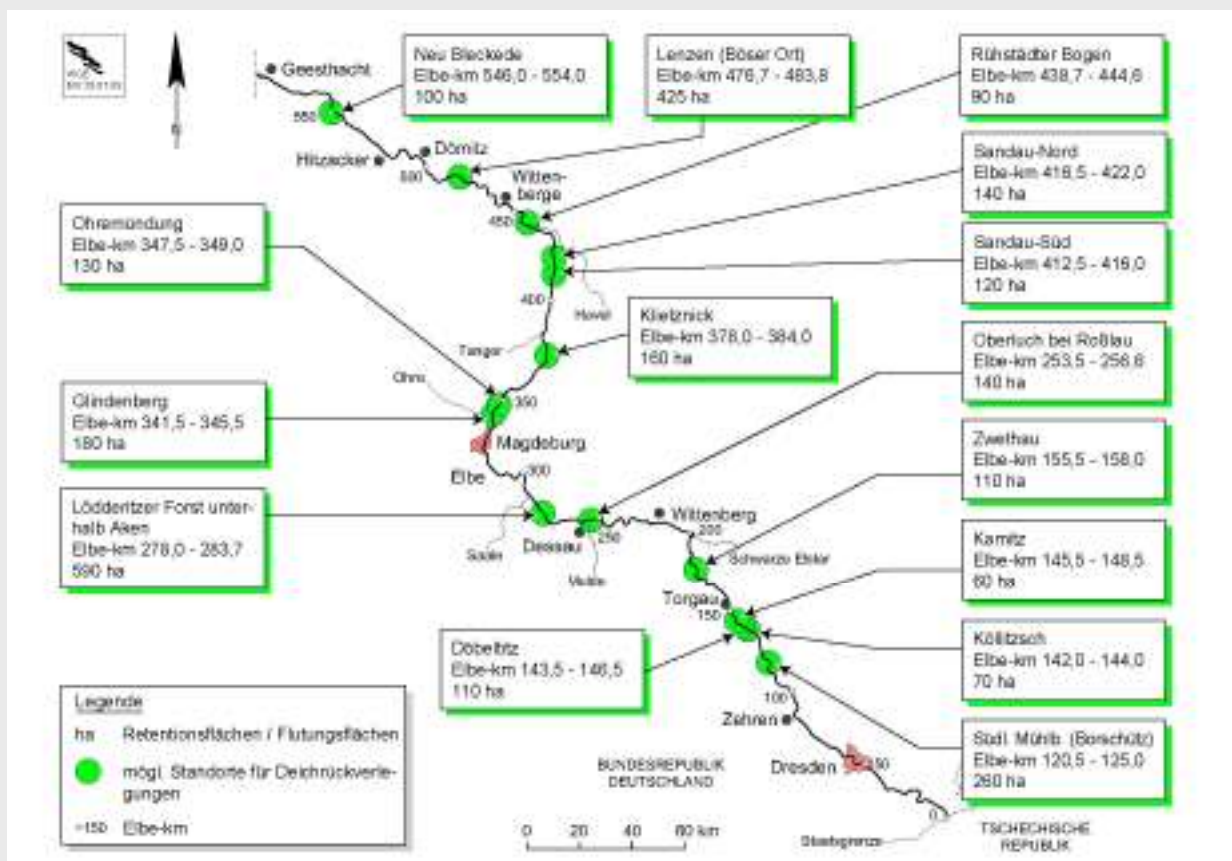 Geesthacht
Neu Bleckede
Elbe-km 546,0 - 554,0
100 ha
Lenzen (Böser Ort)
Elbe-km 476,7 - 483,8
425 ha
Rühstädter Bogen
Elbe-km 438,7 - 444,6
90 ha
550
Hitzacker
Dömitz
500
Witten-
berge
450
Sandau-Nord
Elbe-km 416,5 - 422,0
140 ha
Ohremündung
Elbe-km 347,5 - 349,0
130 ha
Sandau-Süd
Elbe-km 412,5 - 416,0
120 ha
400
Havel
Klietznick
Elbe-km 378,0 - 384,0
160 ha
Tanger
Oberluch bei Roßlau
Elbe-km 253,5 - 256,6
140 ha
Ohre
350
Glindenberg
Elbe-km 341,5 - 345,5
180 ha
Magdeburg
Elbe
300
Zwethau
Elbe-km 155,5 - 158,0
110 ha
Lödderitzer Forst unter-
halb Aken
Elbe-km 278,0 - 283,7
590 ha
Wittenberg
200
Saale
Dessau
250
Mulde
Schwarze Elster
Kamitz
Elbe-km 145,5 - 148,5
60 ha
Torgau
150
Döbeltitz
Elbe-km 143,5 - 146,5
110 ha
Köllitzsch
Elbe-km 142,0 - 144,0
70 ha
100
Zehren
Südl. Mühlb. (Borschütz)
Elbe-km 120,5 - 125,0
260 ha
Dresden
50
0
BUNDESREPUBLIK
DEUTSCHLAND
Staatsgrenze
TSCHECHISCHE
REPUBLIK
0 20 40 60 km
Legende
ha Retentionsflächen / Flutungsflächen
mögl. Standorte für Deichrückverle-
gungen
150 Elbe-km